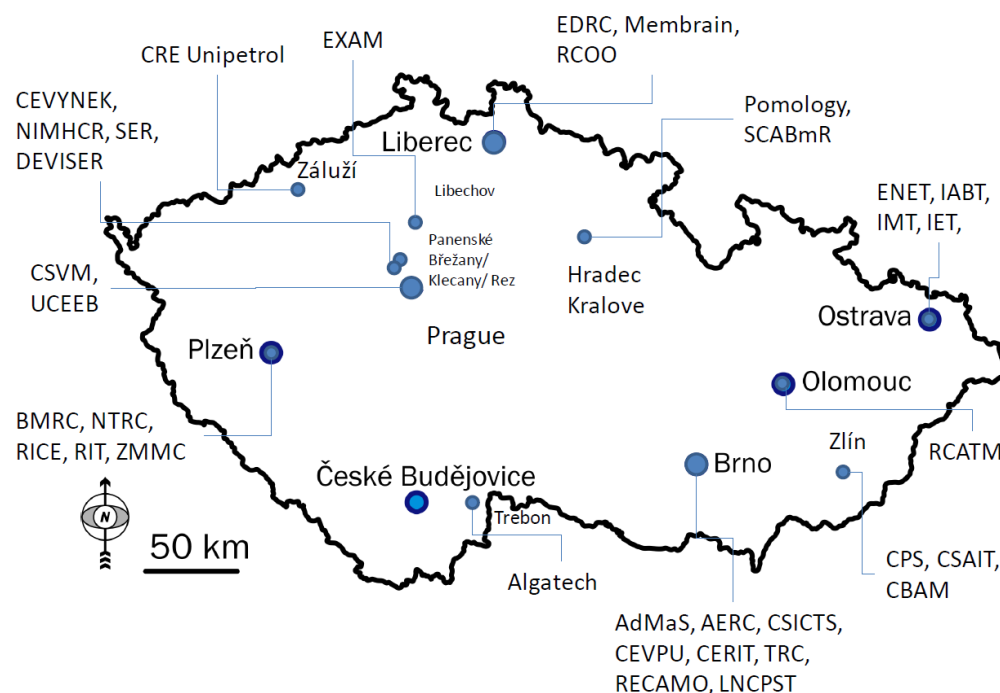 EDRC, Membrain,
RCOO
EXAM
CRE Unipetrol
CEVYNEK,
NIMHCR, SER,
DEVISER
Pomology,
SCABmR
Liberec
Záluží
Libechov
ENET, IABT,
IMT, IET,
Panenské
Břežany/
Klecany/ Rez
CSVM,
UCEEB
Hradec
Kralove
Prague
Ostrava
Plzeň
Olomouc
BMRC, NTRC,
RICE, RIT, ZMMC
Zlín
RCATM
Brno
České Budějovice
N
Trebon
50 km
Algatech
CPS, CSAIT,
CBAM
AdMaS, AERC, CSICTS,
CEVPU, CERIT, TRC,
RECAMO, LNCPST